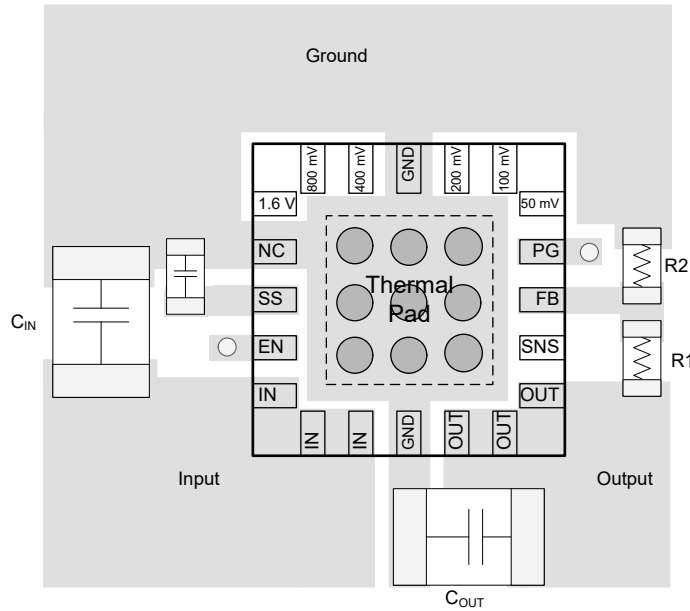 Ground
800 mV
400 mV
GND
200 mV
100 mV
1.6 V
50 mV
NC
PG
R2
Thermal
Pad
SS
FB
C_IN
EN
SNS
R1
IN
OUT
IN
IN
GND
OUT
OUT
Input
Output
C_OUT